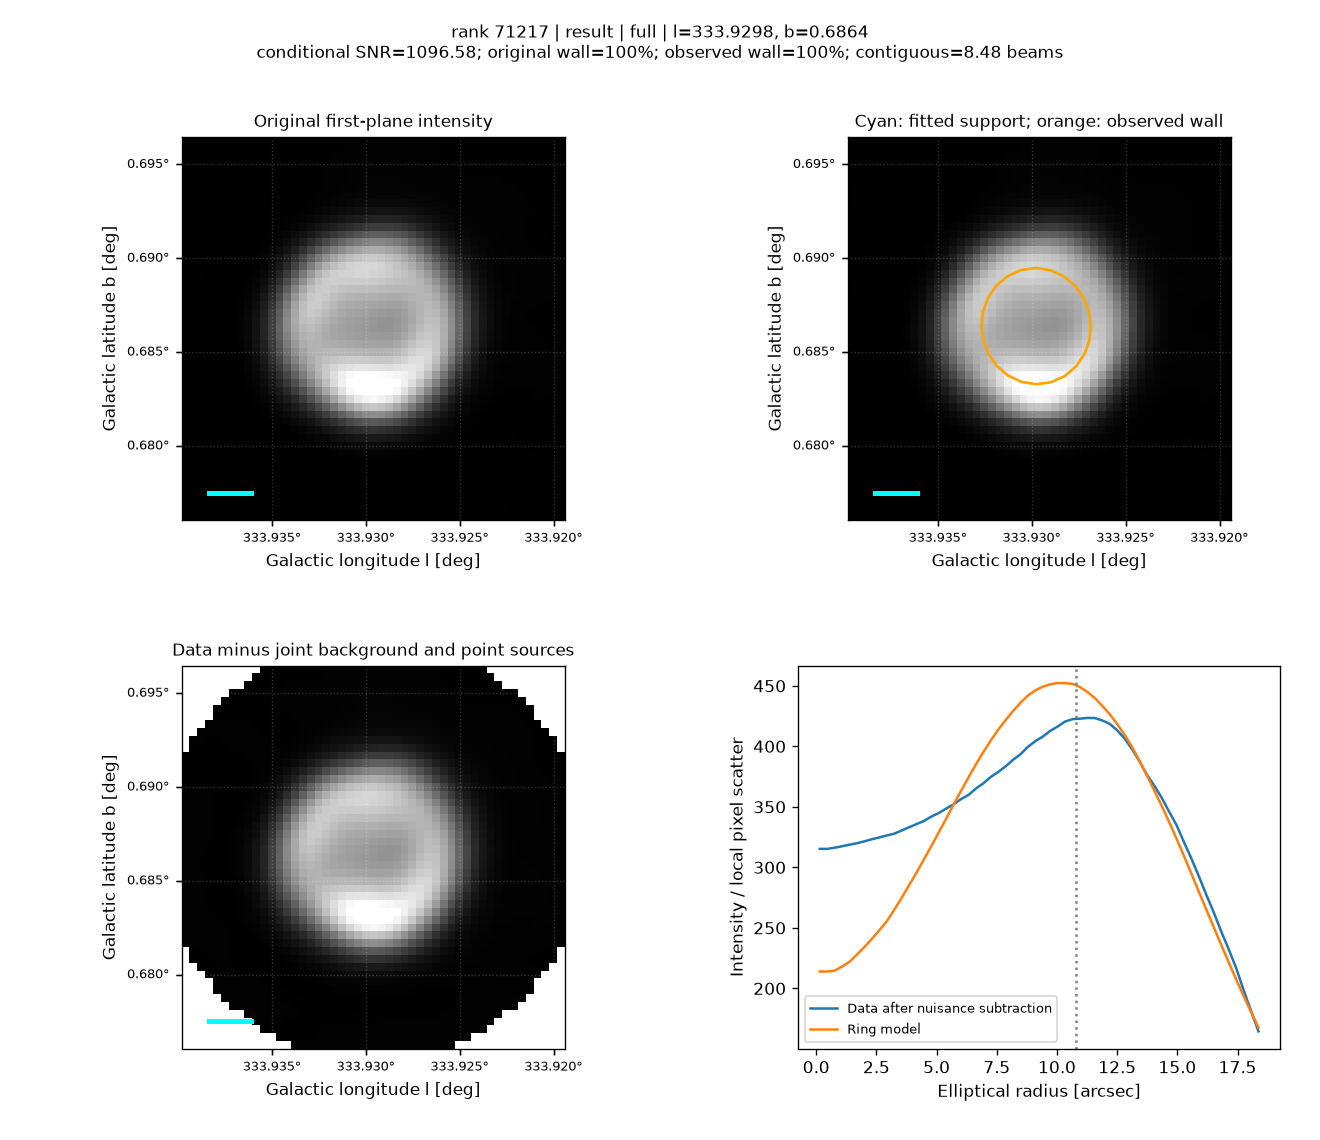 rank 71217 | result | full | l=333.9298, b=0.6864
conditional SNR=1096.58; original wall=100%; observed wall=100%; contiguous=8.48 beams
Original first-plane intensity
0.695°
0.690°
0.685°
0.680°
Galactic latitude b [deg]
333.935°
333.930°
333.925°
333.920°
Galactic longitude l [deg]
Cyan: fitted support; orange: observed wall
0.695°
0.690°
0.685°
0.680°
Galactic latitude b [deg]
333.935°
333.930°
333.925°
333.920°
Galactic longitude l [deg]
Data minus joint background and point sources
0.695°
0.690°
0.685°
0.680°
Galactic latitude b [deg]
333.935°
333.930°
333.925°
333.920°
Galactic longitude l [deg]
450
400
350
300
250
200
Intensity / local pixel scatter
Data after nuisance subtraction
Ring model
0.0
2.5
5.0
7.5
10.0
12.5
15.0
17.5
Elliptical radius [arcsec]